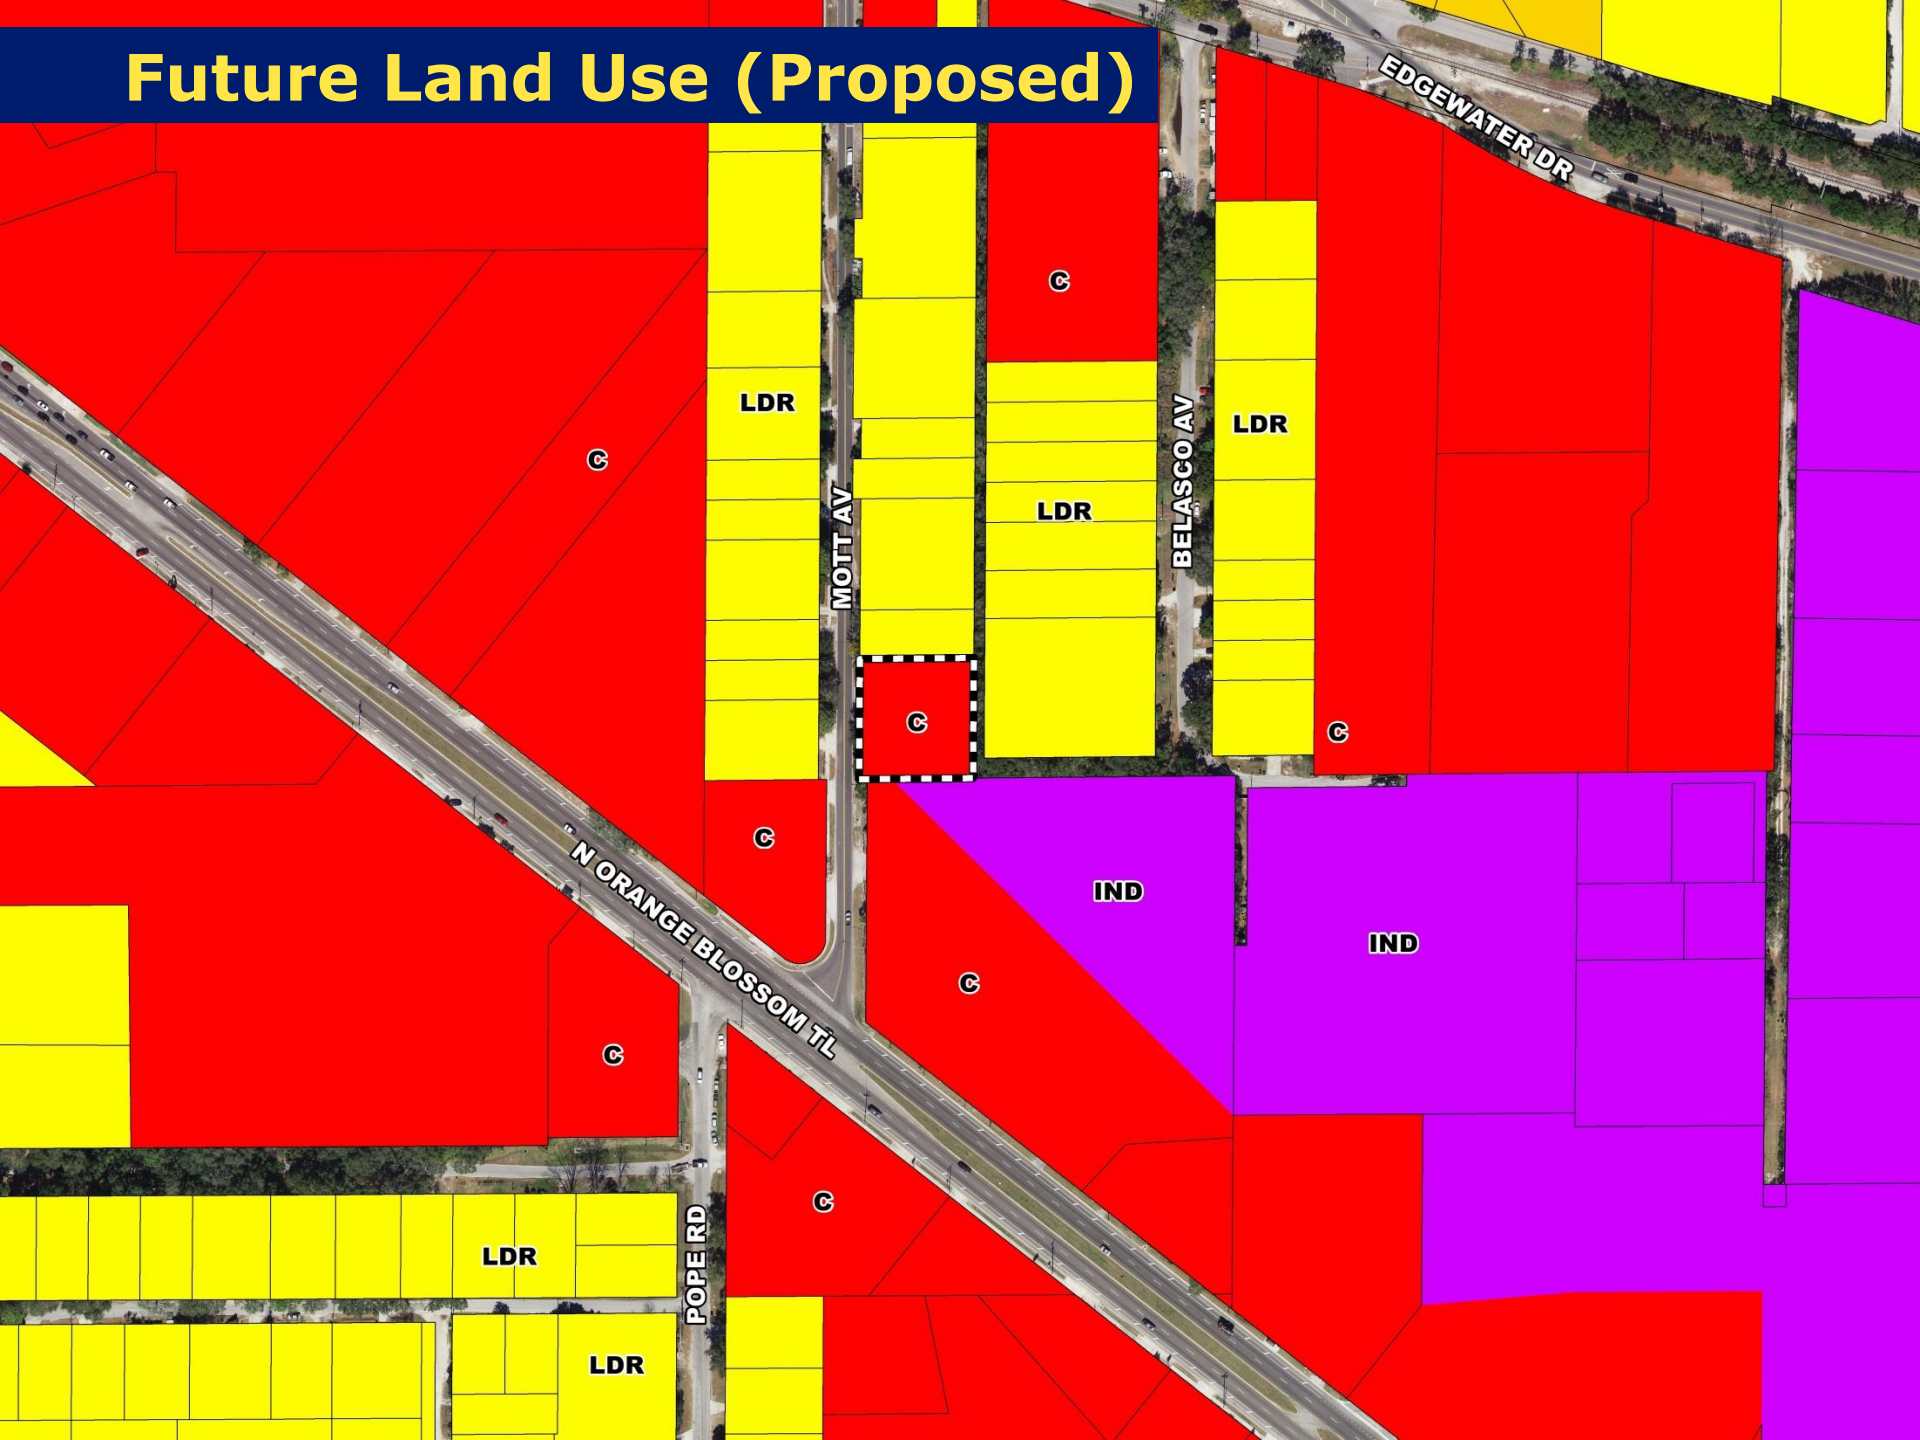 Future Land Use (Proposed)
EDGEWATER DR
C
LDR
LDR
C
LDR
MOTT AV
BELASCO AV
C
C
C
N ORANGE BLOSSOM TL
IND
IND
C
C
C
POPE RD
LDR
LDR